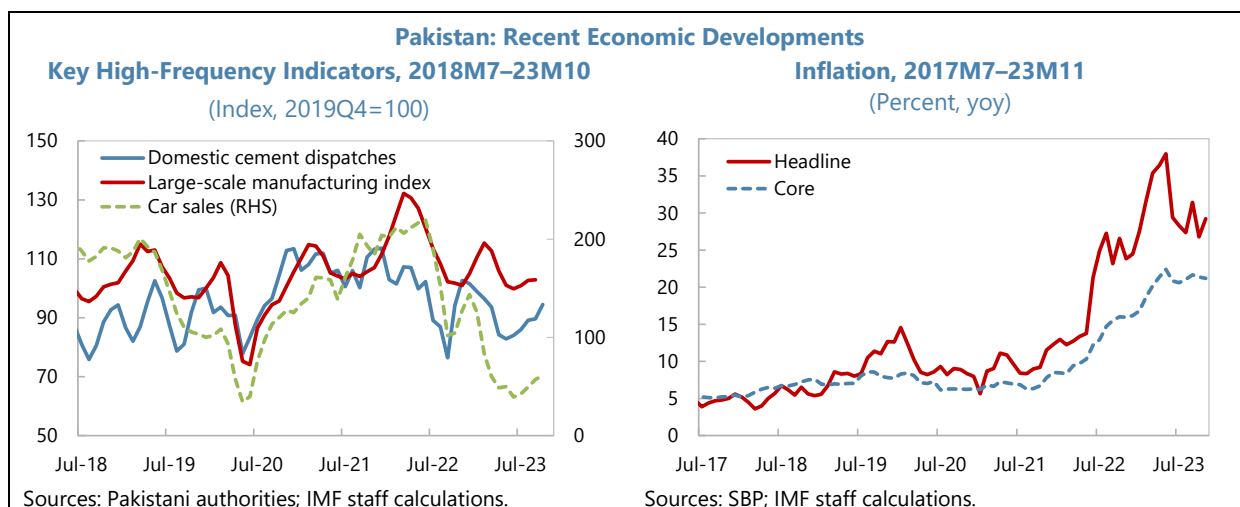 Pakistan: Recent Economic Developments
Key High-Frequency Indicators, 2018M7–23M10
(Index, 2019Q4=100)
150
130
110
90
70
50
300
200
100
0
Domestic cement dispatches
Large-scale manufacturing index
Car sales (RHS)
Jul-18 Jul-19 Jul-20 Jul-21 Jul-22 Jul-23
Sources: Pakistani authorities; IMF staff calculations.
Inflation, 2017M7–23M11
(Percent, yoy)
40
35
30
25
20
15
10
5
0
Headline
Core
Jul-17 Jul-18 Jul-19 Jul-20 Jul-21 Jul-22 Jul-23
Sources: SBP; IMF staff calculations.